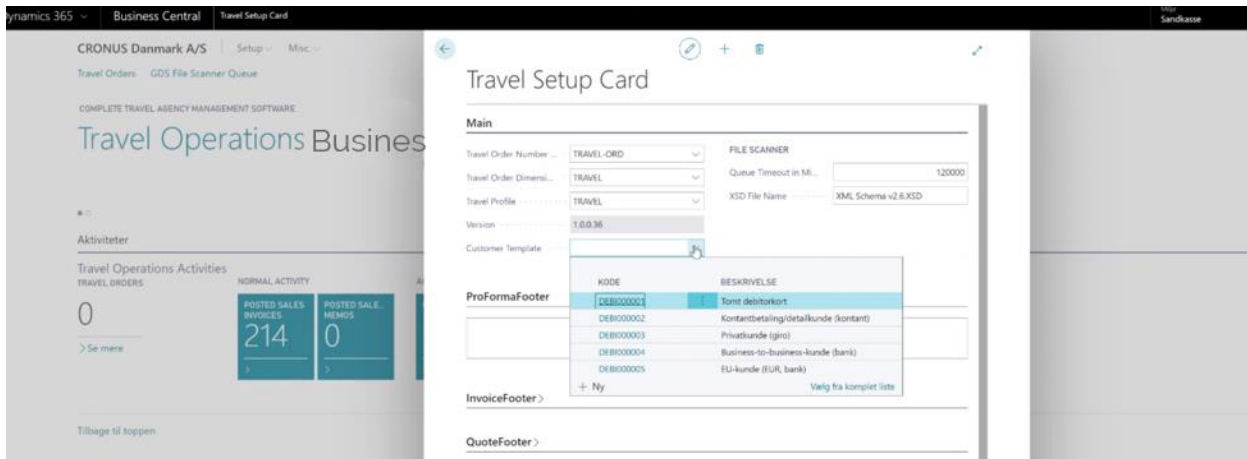 Dynamics 365
Business Central
Travel Setup Card
Miljø:
Sandkasse
CRONUS Danmark A/S
Setup
Misc.
Travel Orders
GDS File Scanner Queue
COMPLETE TRAVEL AGENCY MANAGEMENT SOFTWARE
Travel Operations Busines
Aktiviteter
Travel Operations Activities
TRAVEL ORDERS
0
> Se mere
NORMAL ACTIVITY
POSTED SALES INVOICES
214
>
POSTED SALE... MEMOS
0
>
Tilbage til toppen
Travel Setup Card
Main
Travel Order Number ...
TRAVEL-ORD
Travel Order Dimensi...
TRAVEL
Travel Profile
TRAVEL
Version
1.0.0.36
Customer Template
FILE SCANNER
Queue Timeout in Mi...
120000
XSD File Name
XML Schema v2.6.XSD
KODE
BESKRIVELSE
DEBI000001
Tomt debitorkort
DEBI000002
Kontantbetaling/detailkunde (kontant)
DEBI000003
Privatkunde (giro)
DEBI000004
Business-to-business-kunde (bank)
DEBI000005
EU-kunde (EUR, bank)
+ Ny
Vælg fra komplet liste
ProFormaFooter
InvoiceFooter >
QuoteFooter >